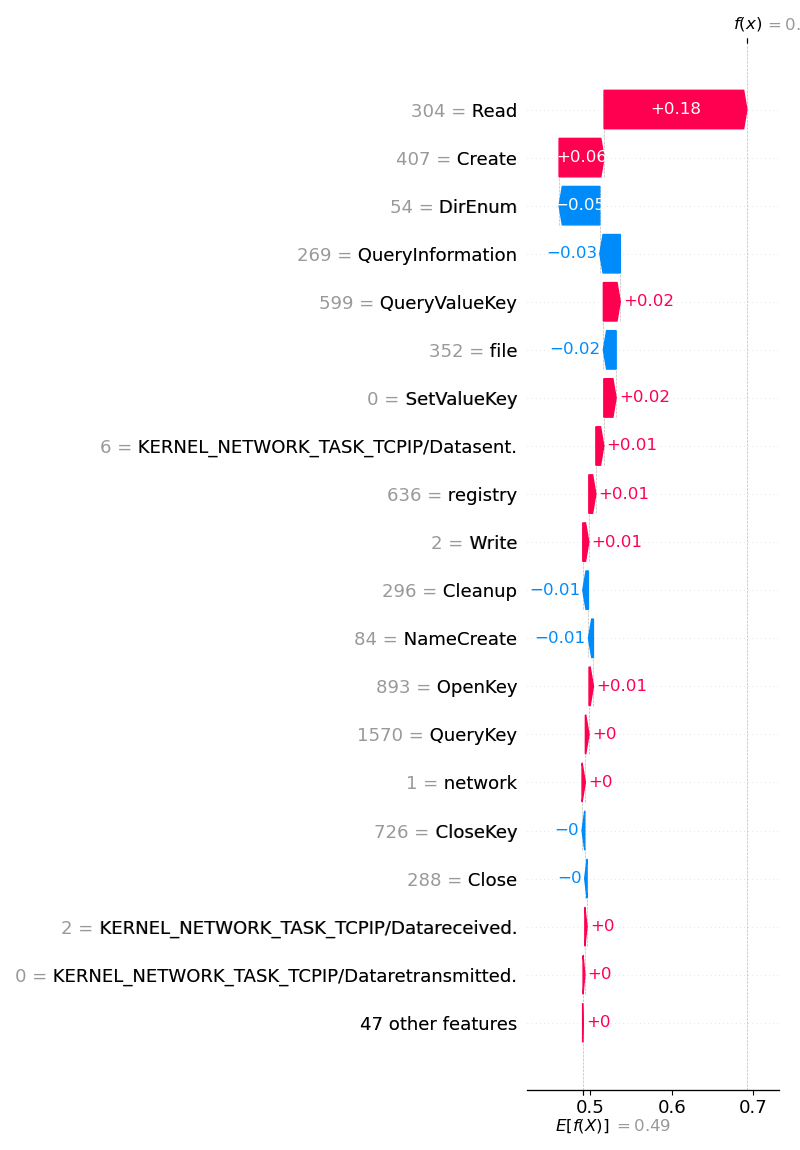 f(x) = 0.
304 = Read +0.18
407 = Create +0.06
54 = DirEnum −0.05
269 = QueryInformation −0.03
599 = QueryValueKey +0.02
352 = file −0.02
0 = SetValueKey +0.02
6 = KERNEL_NETWORK_TASK_TCPIP/Datasent. +0.01
636 = registry +0.01
2 = Write +0.01
296 = Cleanup −0.01
84 = NameCreate −0.01
893 = OpenKey +0.01
1570 = QueryKey +0
1 = network +0
726 = CloseKey −0
288 = Close −0
2 = KERNEL_NETWORK_TASK_TCPIP/Datareceived. +0
0 = KERNEL_NETWORK_TASK_TCPIP/Dataretransmitted. +0
47 other features +0
0.5 0.6 0.7
E[f(X)] = 0.49